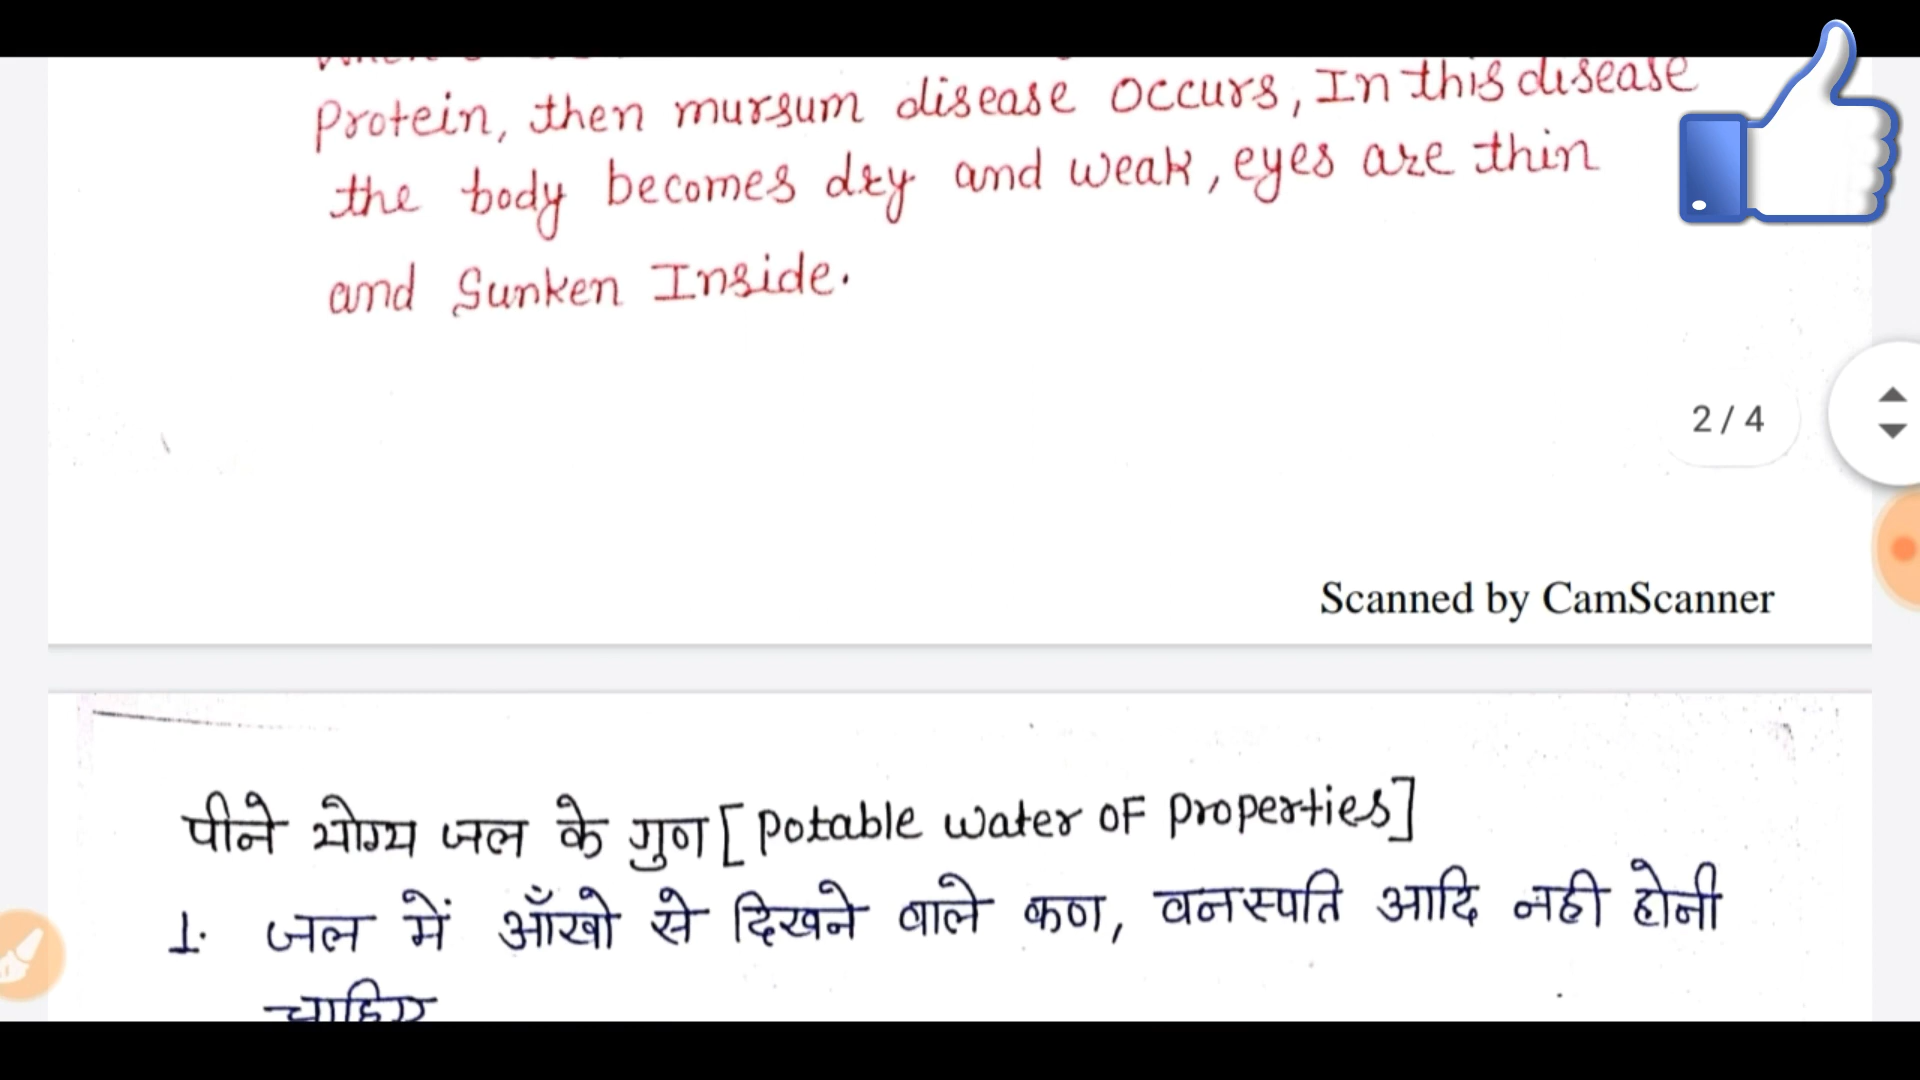 Protein, then mursum disease occurs, In this disease
the body becomes dry and weak, eyes are thin
and Sunken Inside.
2 / 4
Scanned by CamScanner
पीने योग्य जल के गुण [Potable water OF Properties]
1. जल में आँखो से दिखने वाले कण, वनस्पति आदि नही होनी
चाहिए